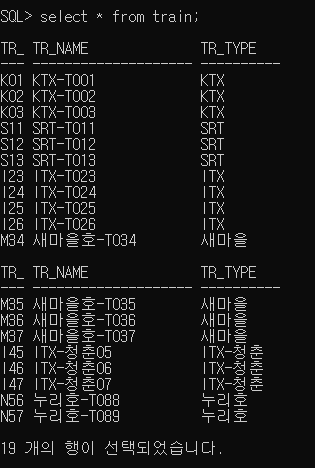 SQL> select * from train;
TR_ TR_NAME TR_TYPE
--- -------------------- ----------
K01 KTX-T001 KTX
K02 KTX-T002 KTX
K03 KTX-T003 KTX
S11 SRT-T011 SRT
S12 SRT-T012 SRT
S13 SRT-T013 SRT
I23 ITX-T023 ITX
I24 ITX-T024 ITX
I25 ITX-T025 ITX
I26 ITX-T026 ITX
M34 새마을호-T034 새마을
TR_ TR_NAME TR_TYPE
--- -------------------- ----------
M35 새마을호-T035 새마을
M36 새마을호-T036 새마을
M37 새마을호-T037 새마을
I45 ITX-청춘05 ITX-청춘
I46 ITX-청춘06 ITX-청춘
I47 ITX-청춘07 ITX-청춘
N56 누리호-T088 누리호
N57 누리호-T089 누리호
19 개의 행이 선택되었습니다.